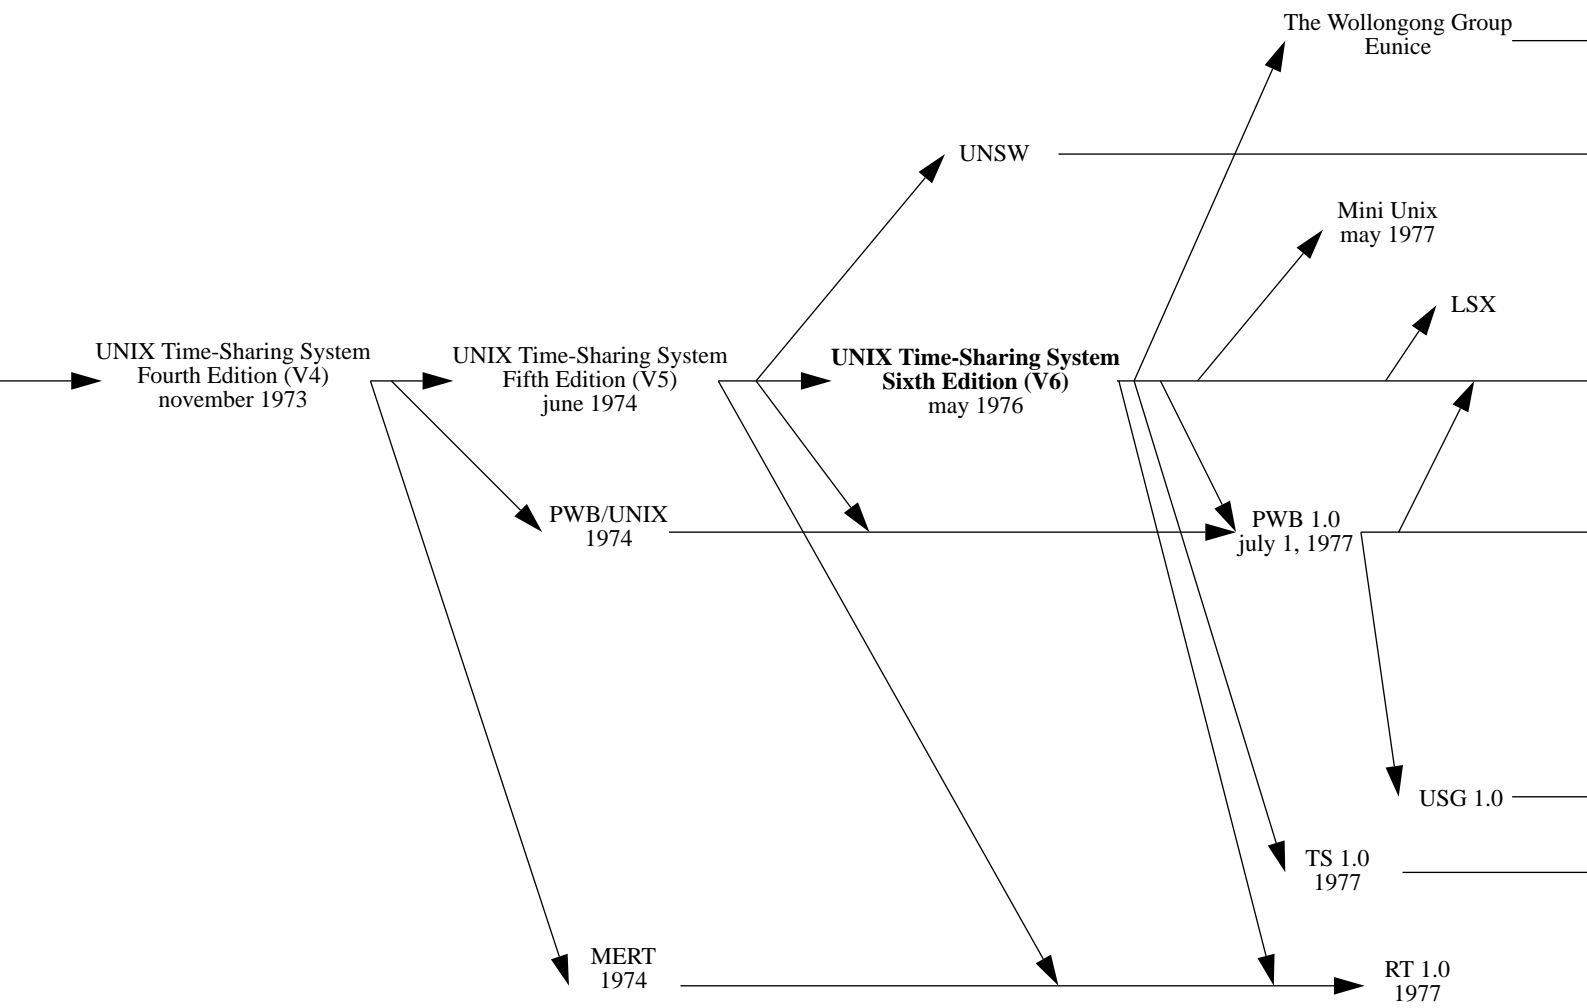 The Wollongong Group
Eunice
UNSW
Mini Unix
may 1977
LSX
UNIX Time-Sharing System
Fourth Edition (V4)
november 1973
UNIX Time-Sharing System
Fifth Edition (V5)
june 1974
UNIX Time-Sharing System
Sixth Edition (V6)
may 1976
PWB/UNIX
1974
PWB 1.0
july 1, 1977
USG 1.0
TS 1.0
1977
MERT
1974
RT 1.0
1977